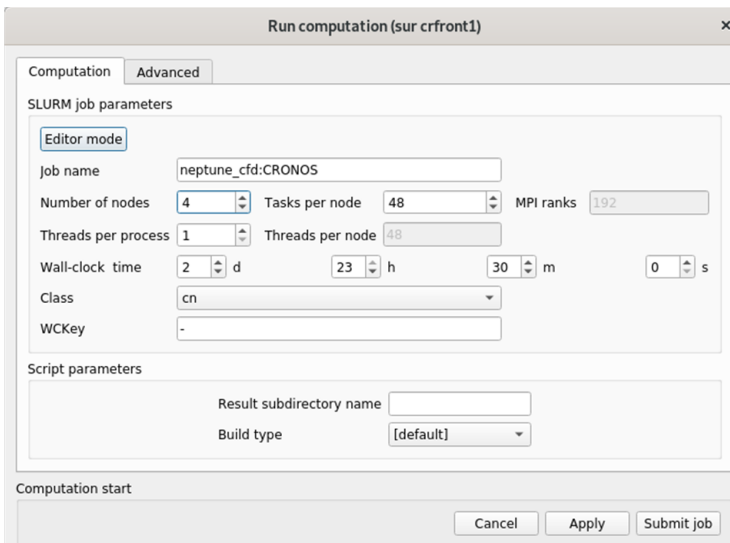 Run computation (sur crfront1)
Computation Advanced
SLURM job parameters
Editor mode
Job name neptune_cfd:CRONOS
Number of nodes 4 Tasks per node 48 MPI ranks 192
Threads per process 1 Threads per node 48
Wall-clock time 2 d 23 h 30 m 0 s
Class cn
WCKey -
Script parameters
Result subdirectory name
Build type [default]
Computation start
Cancel Apply Submit job